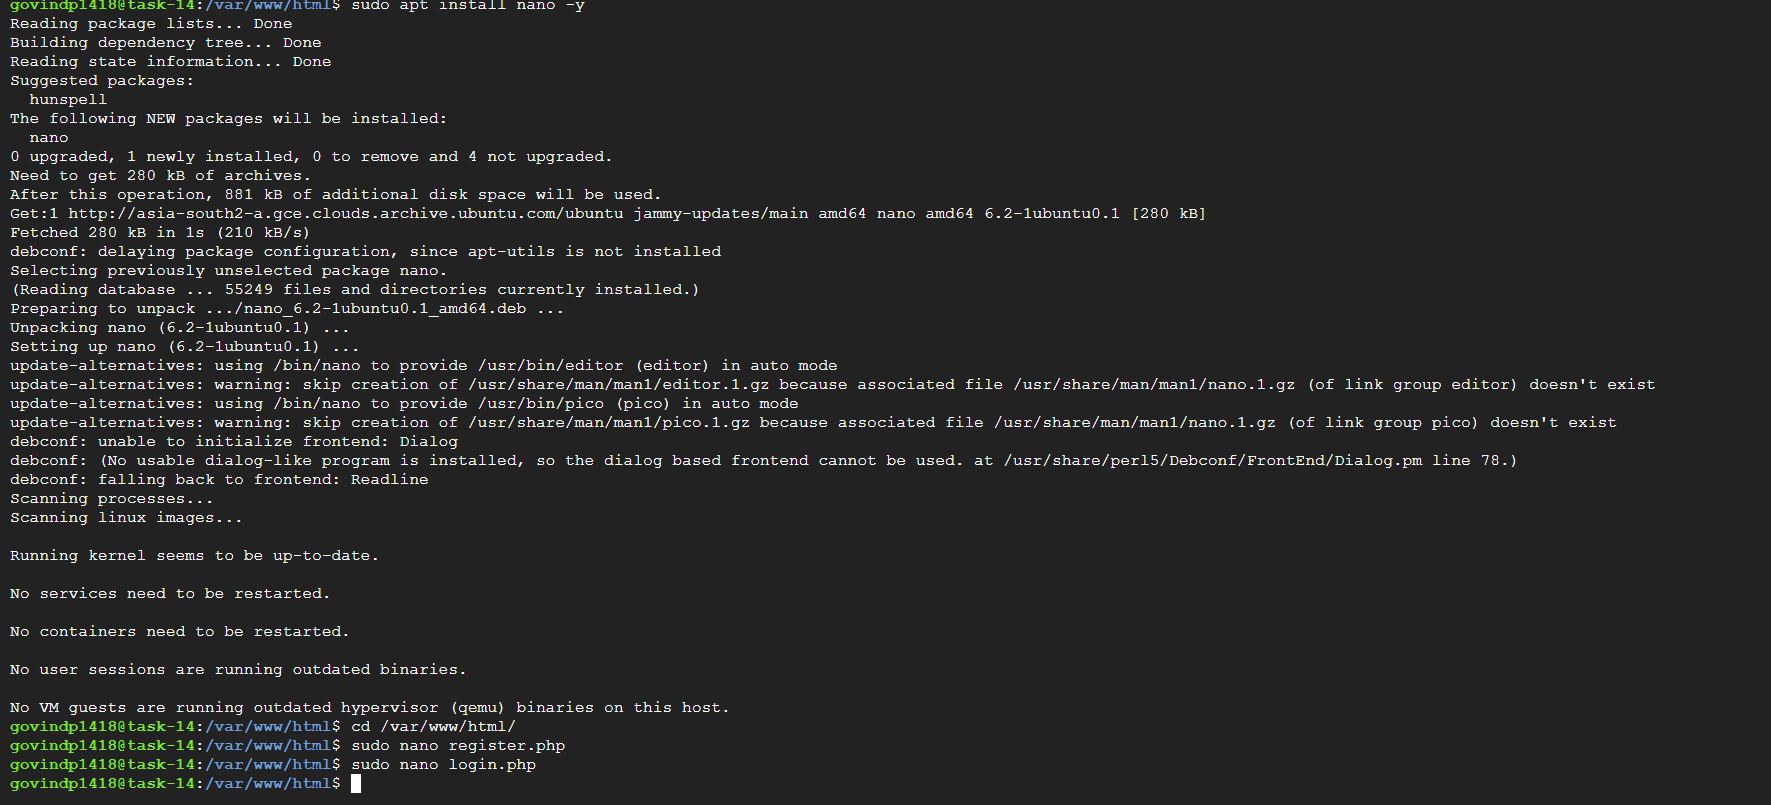 govindp1418@task-14:/var/www/html$ sudo apt install nano -y
Reading package lists... Done
Building dependency tree... Done
Reading state information... Done
Suggested packages:
  hunspell
The following NEW packages will be installed:
  nano
0 upgraded, 1 newly installed, 0 to remove and 4 not upgraded.
Need to get 280 kB of archives.
After this operation, 881 kB of additional disk space will be used.
Get:1 http://asia-south2-a.gce.clouds.archive.ubuntu.com/ubuntu jammy-updates/main amd64 nano amd64 6.2-1ubuntu0.1 [280 kB]
Fetched 280 kB in 1s (210 kB/s)
debconf: delaying package configuration, since apt-utils is not installed
Selecting previously unselected package nano.
(Reading database ... 55249 files and directories currently installed.)
Preparing to unpack .../nano_6.2-1ubuntu0.1_amd64.deb ...
Unpacking nano (6.2-1ubuntu0.1) ...
Setting up nano (6.2-1ubuntu0.1) ...
update-alternatives: using /bin/nano to provide /usr/bin/editor (editor) in auto mode
update-alternatives: warning: skip creation of /usr/share/man/man1/editor.1.gz because associated file /usr/share/man/man1/nano.1.gz (of link group editor) doesn't exist
update-alternatives: using /bin/nano to provide /usr/bin/pico (pico) in auto mode
update-alternatives: warning: skip creation of /usr/share/man/man1/pico.1.gz because associated file /usr/share/man/man1/nano.1.gz (of link group pico) doesn't exist
debconf: unable to initialize frontend: Dialog
debconf: (No usable dialog-like program is installed, so the dialog based frontend cannot be used. at /usr/share/perl5/Debconf/FrontEnd/Dialog.pm line 78.)
debconf: falling back to frontend: Readline
Scanning processes...
Scanning linux images...

Running kernel seems to be up-to-date.

No services need to be restarted.

No containers need to be restarted.

No user sessions are running outdated binaries.

No VM guests are running outdated hypervisor (qemu) binaries on this host.
govindp1418@task-14:/var/www/html$ cd /var/www/html/
govindp1418@task-14:/var/www/html$ sudo nano register.php
govindp1418@task-14:/var/www/html$ sudo nano login.php
govindp1418@task-14:/var/www/html$